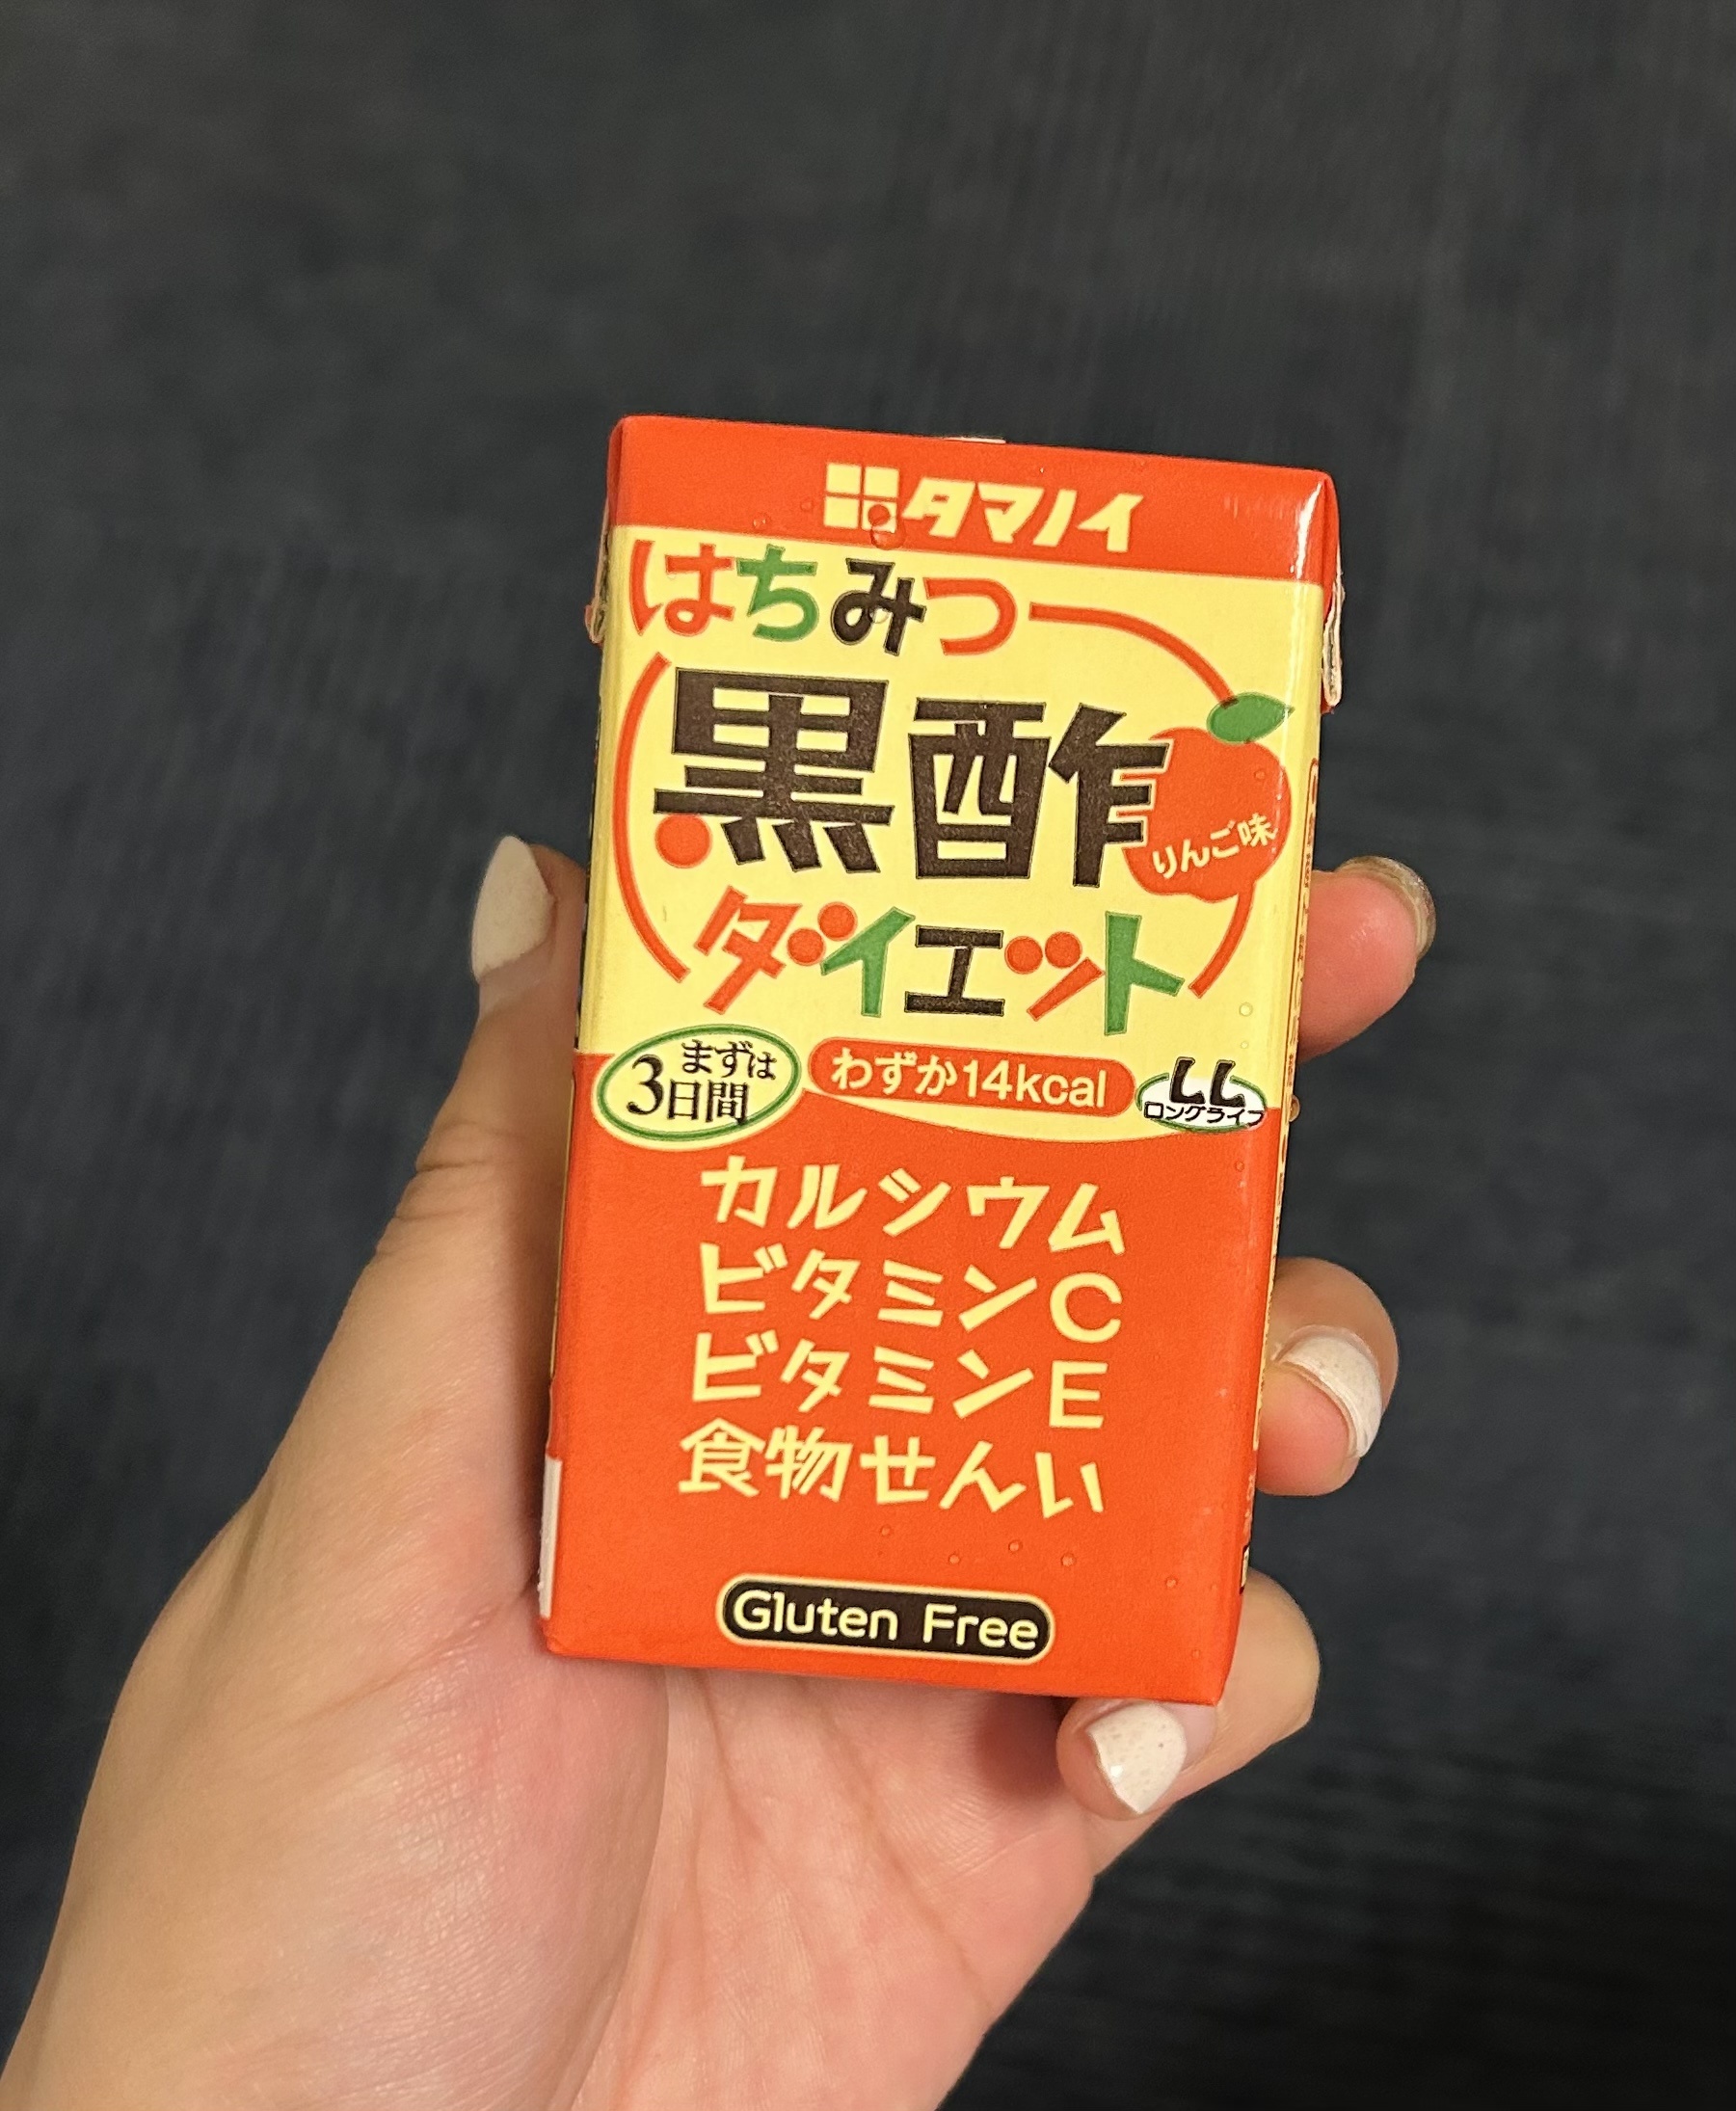 タマノイ
はちみつ
黒酢
りんご味
ダイエット
まずは
3日間
わずか14kcal
LL
ロングライフ
カルシウム
ビタミンC
ビタミンE
食物せんい
Gluten Free